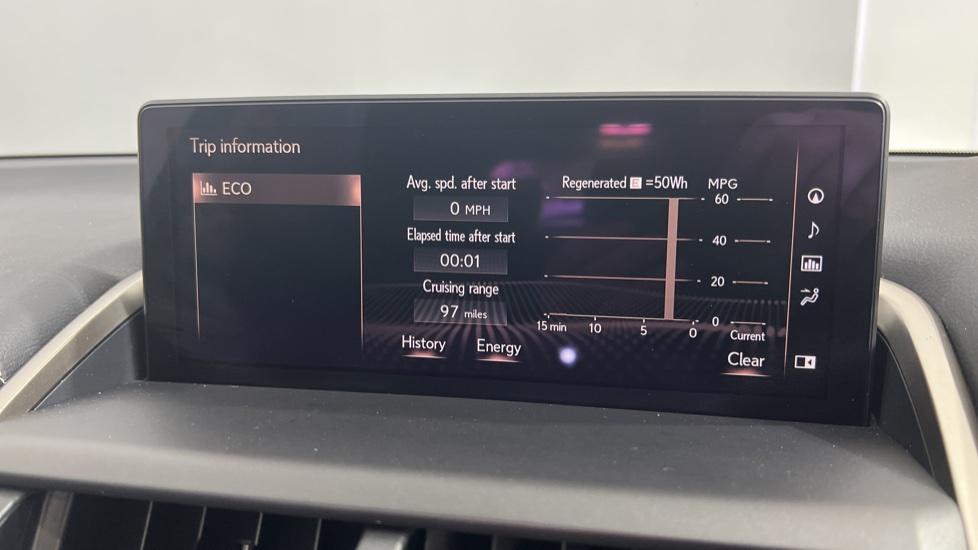 Trip information
ECO
Avg. spd. after start
0 MPH
Elapsed time after start
00:01
Cruising range
97 miles
History
Energy
Regenerated E =50Wh
MPG
60
40
20
0
15 min 10 5 0
Current
Clear